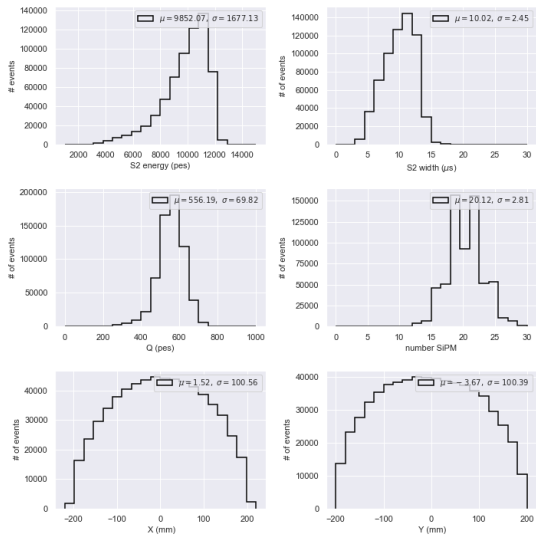 # of events
140000
120000
100000
80000
60000
40000
20000
0
μ = 9852.07, σ = 1677.13
2000 4000 6000 8000 10000 12000 14000
S2 energy (pes)
# of events
140000
120000
100000
80000
60000
40000
20000
0
μ = 10.02, σ = 2.45
0 5 10 15 20 25 30
S2 width (μs)
# of events
200000
150000
100000
50000
0
μ = 556.19, σ = 69.82
0 200 400 600 800 1000
Q (pes)
# of events
150000
125000
100000
75000
50000
25000
0
μ = 20.12, σ = 2.81
0 5 10 15 20 25 30
number SiPM
# of events
40000
30000
20000
10000
0
μ = 1.52, σ = 100.56
−200 −100 0 100 200
X (mm)
# of events
40000
30000
20000
10000
0
μ = −3.67, σ = 100.39
−200 −100 0 100 200
Y (mm)